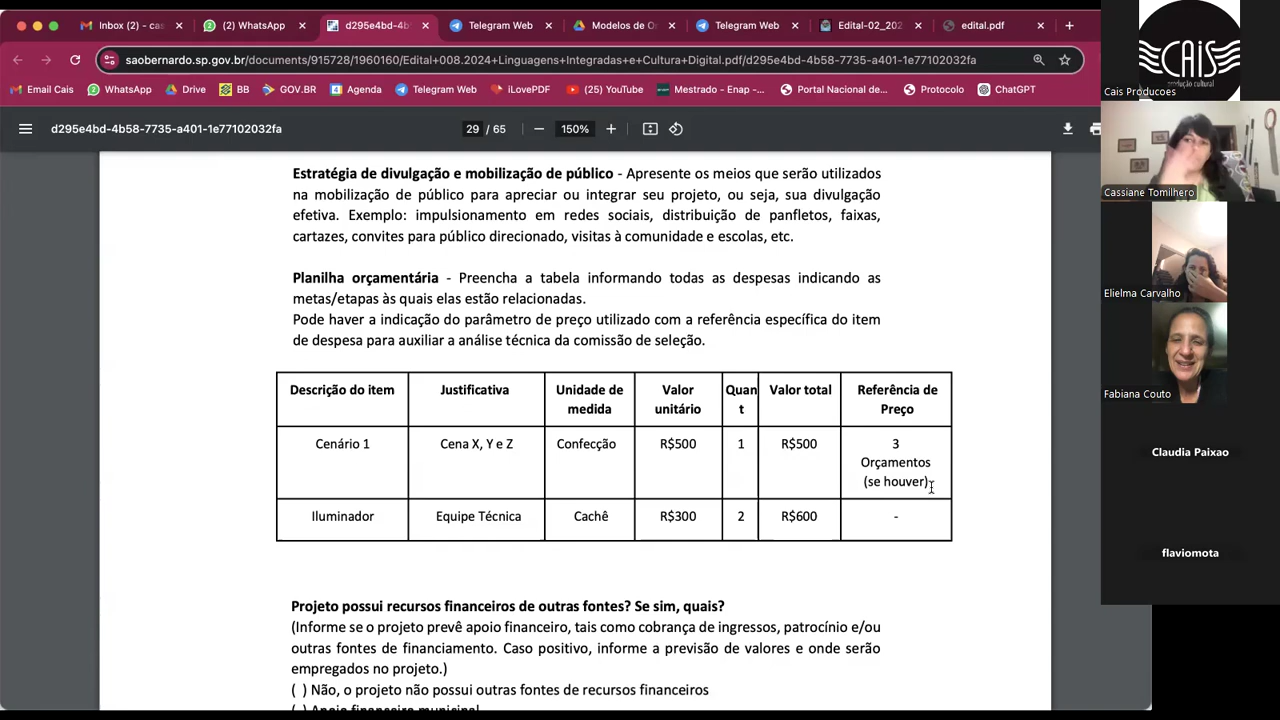 Inbox (1) - cas
(2) WhatsApp
d295e4bd-4b
Telegram Web
Modelos de O
Telegram Web
Edital-02_202
edital.pdf
saobernardo.sp.gov.br/documents/915728/1960160/Edital+008.2024+Linguagens+Integradas+e+Cultura+Digital.pdf/d295e4bd-4b58-7735-a401-1e77102032fa
Email Cais
WhatsApp
Drive
BB
GOV.BR
Agenda
Telegram Web
iLovePDF
(25) YouTube
Mestrado – Enap -...
Portal Nacional de...
Protocolo
ChatGPT
d295e4bd-4b58-7735-a401-1e77102032fa
29 / 65
150%
Estratégia de divulgação e mobilização de público - Apresente os meios que serão utilizados
na mobilização de público para apreciar ou integrar seu projeto, ou seja, sua divulgação
efetiva. Exemplo: impulsionamento em redes sociais, distribuição de panfletos, faixas,
cartazes, convites para público direcionado, visitas à comunidade e escolas, etc.
Planilha orçamentária - Preencha a tabela informando todas as despesas indicando as
metas/etapas às quais elas estão relacionadas.
Pode haver a indicação do parâmetro de preço utilizado com a referência específica do item
de despesa para auxiliar a análise técnica da comissão de seleção.
Descrição do item
Justificativa
Unidade de
medida
Valor
unitário
Quan
t
Valor total
Referência de
Preço
Cenário 1
Cena X, Y e Z
Confecção
R$500
1
R$500
3
Orçamentos
(se houver)
Iluminador
Equipe Técnica
Cachê
R$300
2
R$600
-
Projeto possui recursos financeiros de outras fontes? Se sim, quais?
(Informe se o projeto prevê apoio financeiro, tais como cobrança de ingressos, patrocínio e/ou
outras fontes de financiamento. Caso positivo, informe a previsão de valores e onde serão
empregados no projeto.)
( ) Não, o projeto não possui outras fontes de recursos financeiros
( ) Apoio financeiro municipal
CAIS
produção cultural
Cais Producoes
Cassiane Tomilhero
Elielma Carvalho
Fabiana Couto
Claudia Paixao
flaviomota